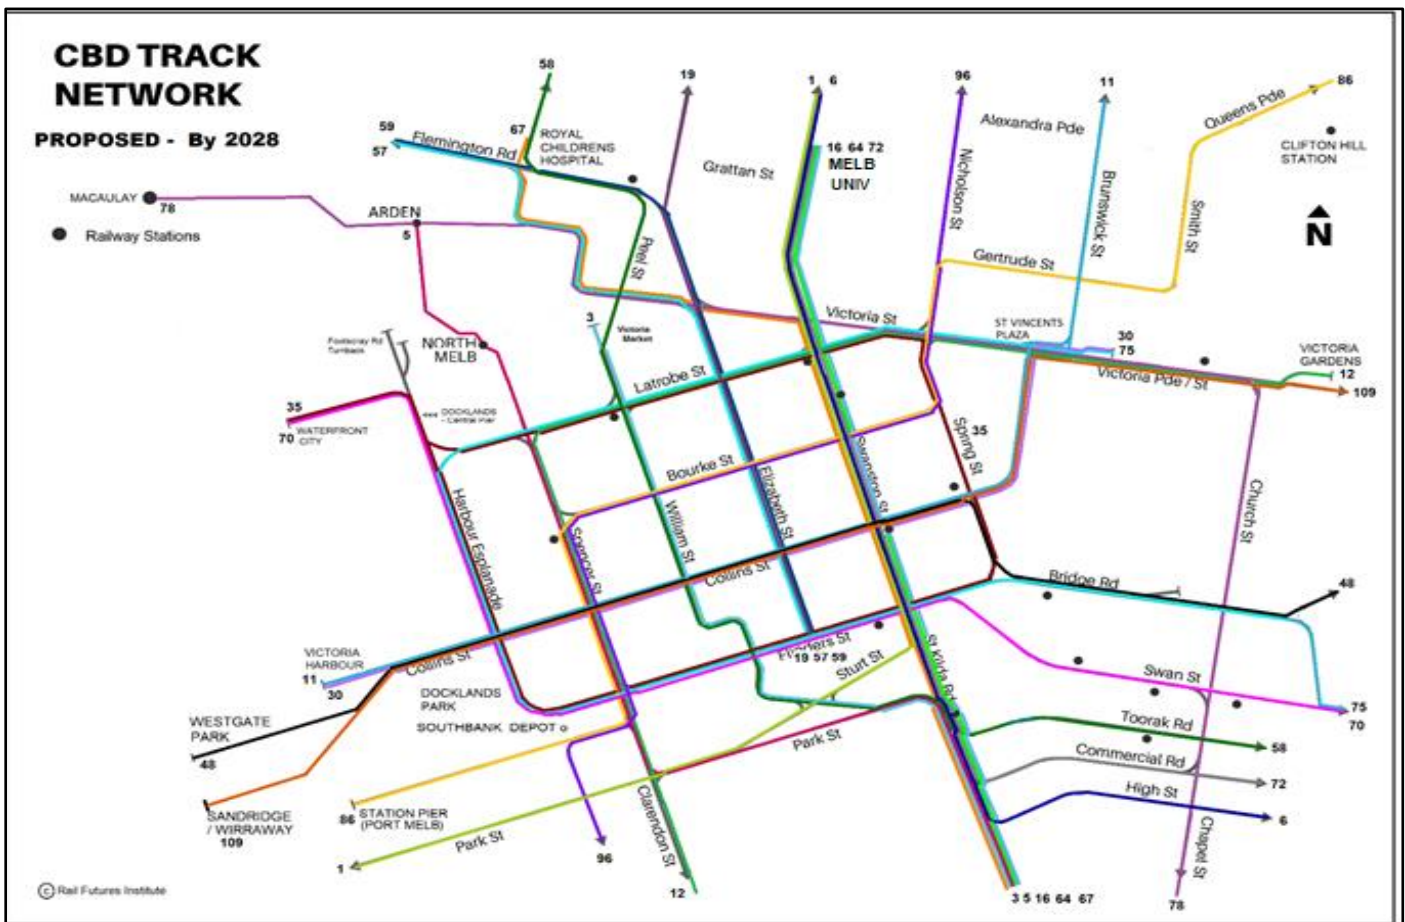 CBD TRACK
NETWORK
PROPOSED - By 2028
58
19
1 6
96
11
86
59
57
67
Flemington Rd
ROYAL
CHILDRENS
HOSPITAL
Grattan St
16 64 72
MELB
UNIV
Nicholson St
Alexandra Pde
Brunswick St
Queens Pde
Smith St
CLIFTON HILL
STATION
N
MACAULAY
78
Railway Stations
ARDEN
5
Peel St
Gertrude St
3
Victoria
Market
Victoria St
ST VINCENTS
PLAZA
30
75
VICTORIA
GARDENS
12
109
Victoria Pde / St
Footscray Rd
Turnback
NORTH
MELB
Latrobe St
35
70
WATERFRONT
CITY
DOCKLANDS
- Central Pier
35
Spring St
Bourke St
Swanston St
Elizabeth St
William St
Spencer St
Harbour Esplanade
Church St
Collins St
Bridge Rd
48
VICTORIA
HARBOUR
11
30
Collins St
Flinders St
19 57 59
Sturt St
St Kilda Rd
Swan St
75
70
DOCKLANDS
PARK
SOUTHBANK DEPOT
WESTGATE
PARK
48
Park St
Toorak Rd
58
Commercial Rd
72
High St
6
SANDRIDGE
/ WIRRAWAY
109
86
STATION PIER
(PORT MELB)
Park St
1
96
Clarendon St
12
Chapel St
3 5 16 64 67
78
© Rail Futures Institute